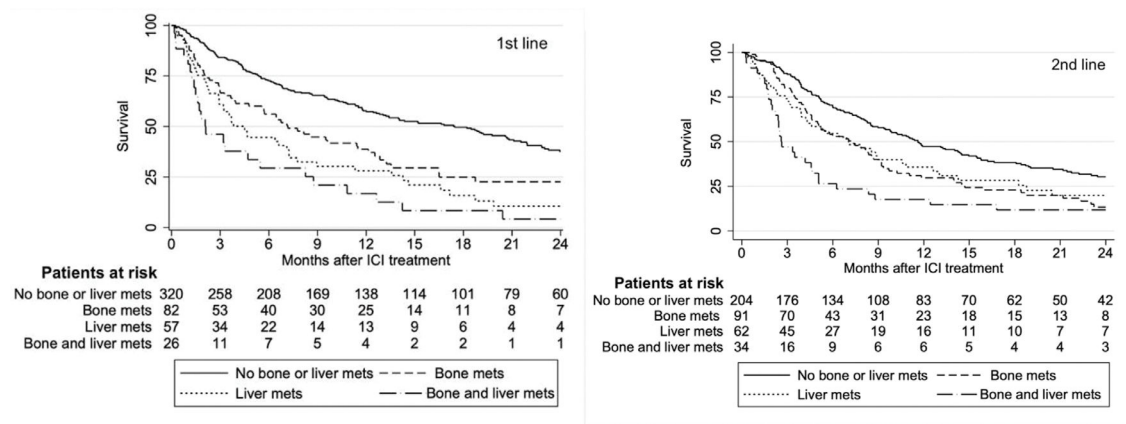 1st line
Survival
100
75
50
25
0
0 3 6 9 12 15 18 21 24
Months after ICI treatment
Patients at risk
No bone or liver mets 320 258 208 169 138 114 101 79 60
Bone mets 82 53 40 30 25 14 11 8 7
Liver mets 57 34 22 14 13 9 6 4 4
Bone and liver mets 26 11 7 5 4 2 2 1 1
No bone or liver mets Bone mets
Liver mets Bone and liver mets
2nd line
Survival
100
75
50
25
0
0 3 6 9 12 15 18 21 24
Months after ICI treatment
Patients at risk
No bone or liver mets 204 176 134 108 83 70 62 50 42
Bone mets 91 70 43 31 23 18 15 13 8
Liver mets 62 45 27 19 16 11 10 7 7
Bone and liver mets 34 16 9 6 6 5 4 4 3
No bone or liver mets Bone mets
Liver mets Bone and liver mets